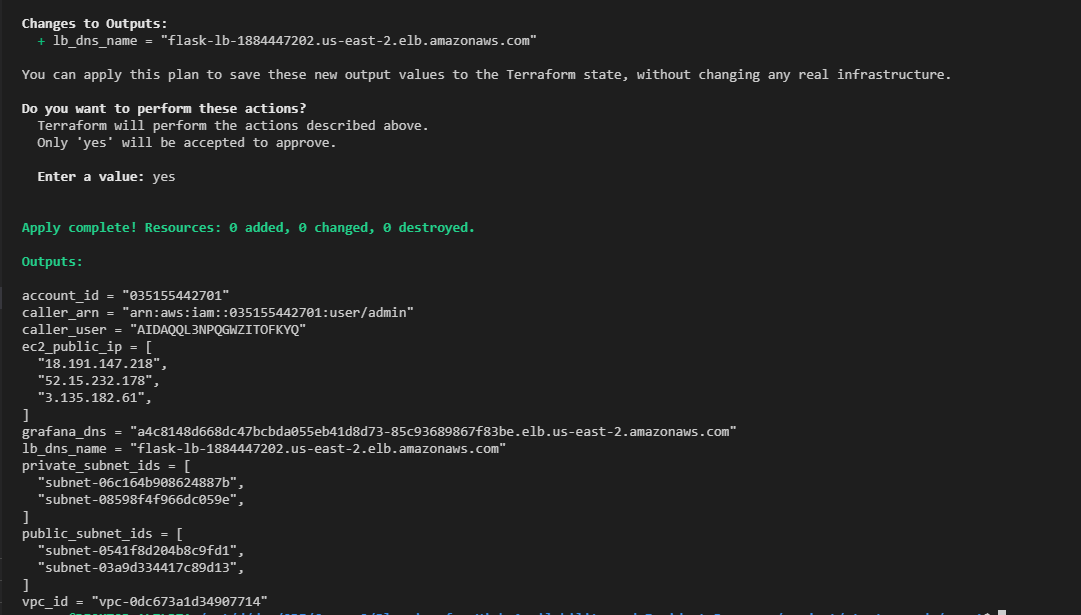 Changes to Outputs:
+ lb_dns_name = "flask-lb-1884447202.us-east-2.elb.amazonaws.com"
You can apply this plan to save these new output values to the Terraform state, without changing any real infrastructure.
Do you want to perform these actions?
Terraform will perform the actions described above.
Only 'yes' will be accepted to approve.
Enter a value: yes
Apply complete! Resources: 0 added, 0 changed, 0 destroyed.
Outputs:
account_id = "035155442701"
caller_arn = "arn:aws:iam::035155442701:user/admin"
caller_user = "AIDAQQL3NPQGWZITOFKYQ"
ec2_public_ip = [
"18.191.147.218",
"52.15.232.178",
"3.135.182.61",
]
grafana_dns = "a4c8148d668dc47bcbda055eb41d8d73-85c93689867f83be.elb.us-east-2.amazonaws.com"
lb_dns_name = "flask-lb-1884447202.us-east-2.elb.amazonaws.com"
private_subnet_ids = [
"subnet-06c164b908624887b",
"subnet-08598f4f966dc059e",
]
public_subnet_ids = [
"subnet-0541f8d204b8c9fd1",
"subnet-03a9d334417c89d13",
]
vpc_id = "vpc-0dc673a1d34907714"